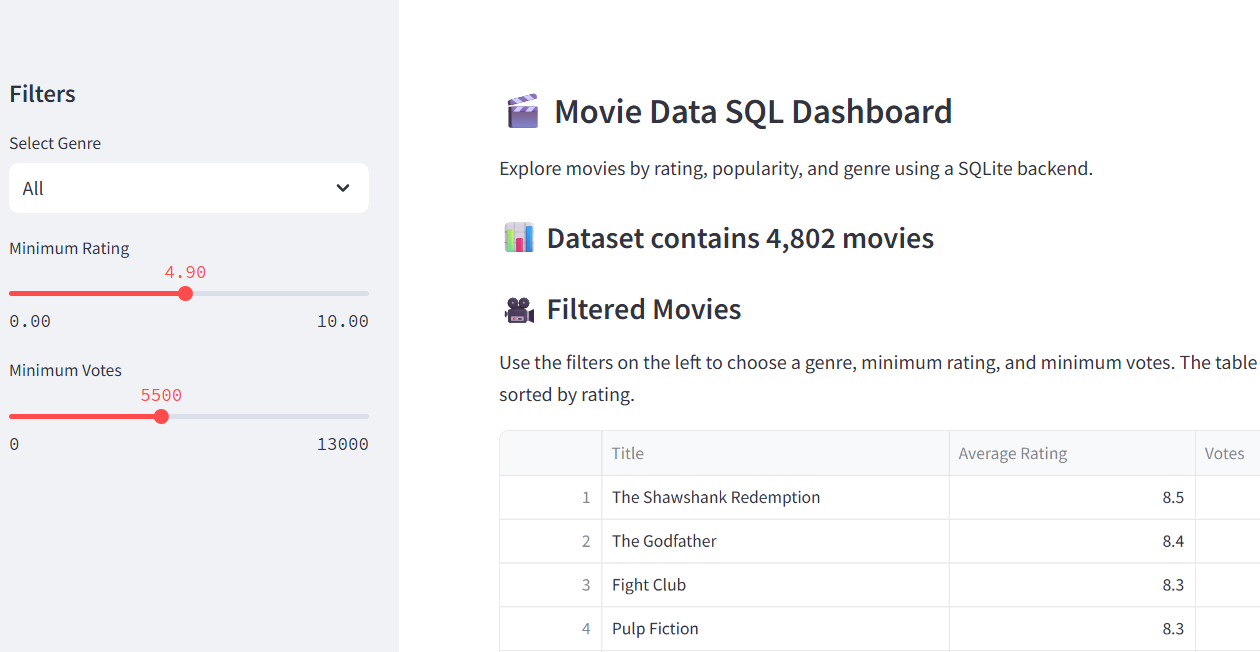 Filters
Select Genre
All
Minimum Rating
4.90
0.00 10.00
Minimum Votes
5500
0 13000
Movie Data SQL Dashboard
Explore movies by rating, popularity, and genre using a SQLite backend.
Dataset contains 4,802 movies
Filtered Movies
Use the filters on the left to choose a genre, minimum rating, and minimum votes. The table
sorted by rating.
Title Average Rating Votes
1 The Shawshank Redemption 8.5
2 The Godfather 8.4
3 Fight Club 8.3
4 Pulp Fiction 8.3